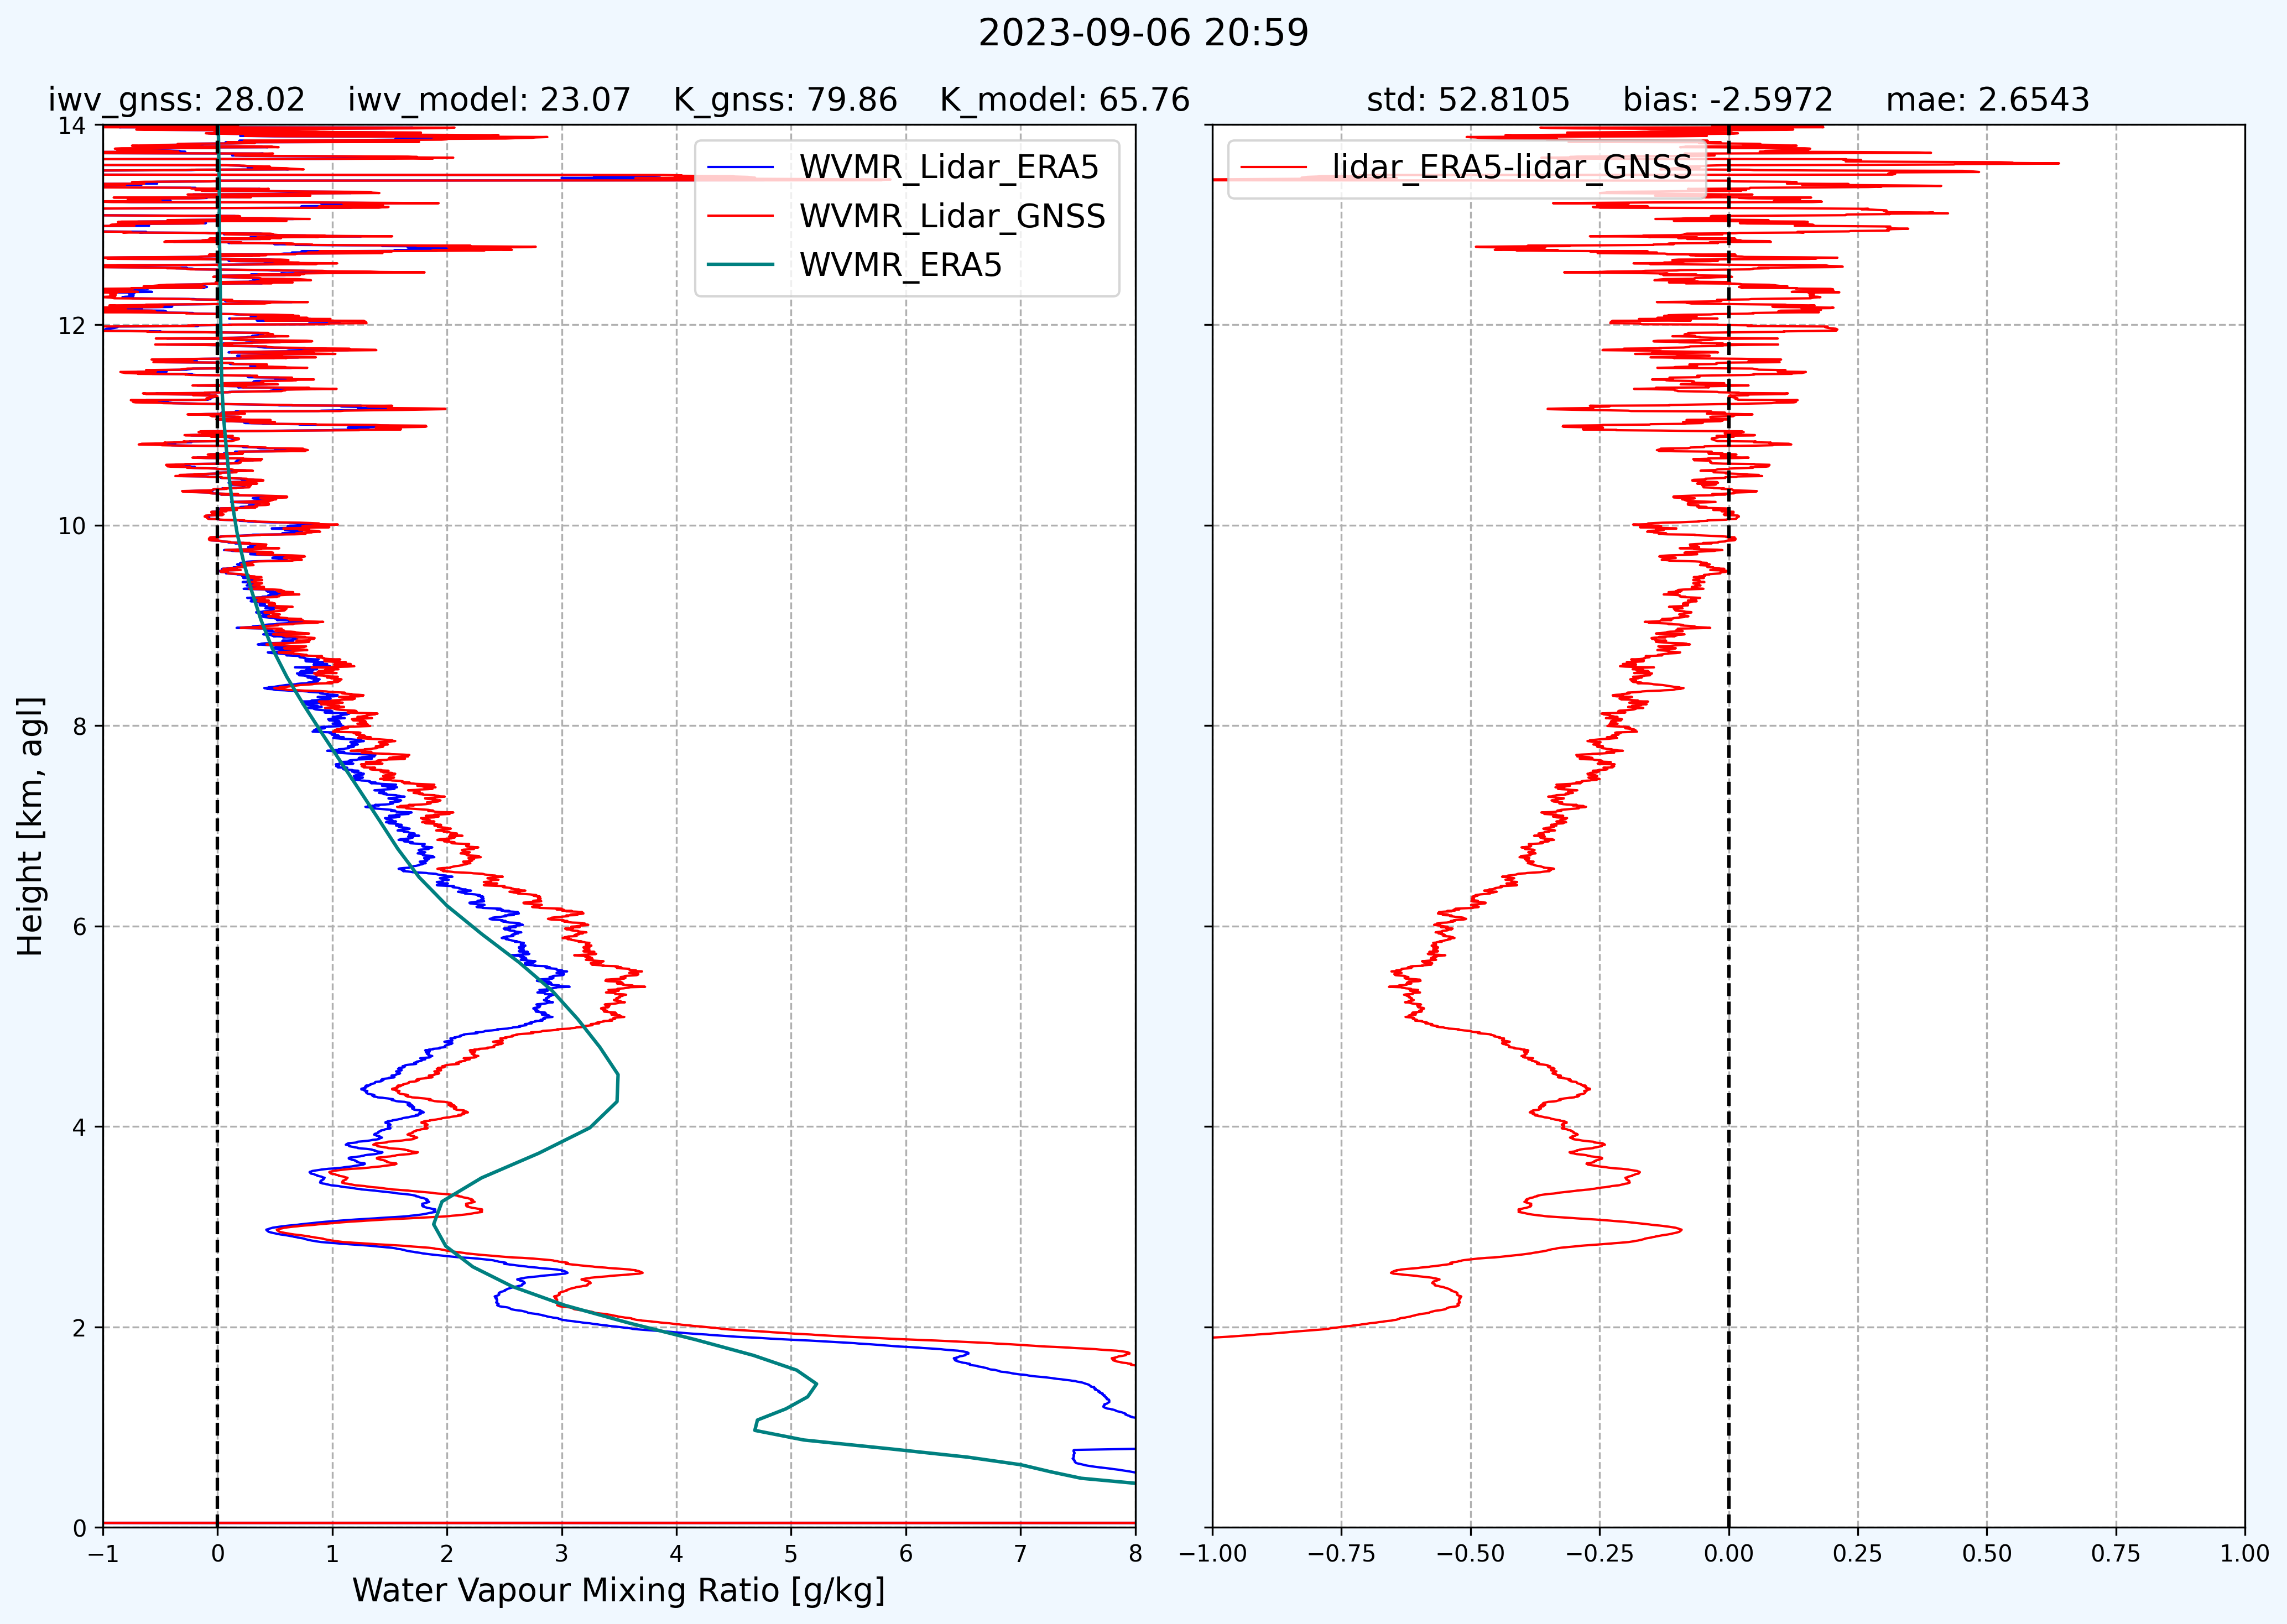 2023-09-06 20:59
iwv_gnss: 28.02 iwv_model: 23.07 K_gnss: 79.86 K_model: 65.76
std: 52.8105 bias: -2.5972 mae: 2.6543
WVMR_Lidar_ERA5
WVMR_Lidar_GNSS
WVMR_ERA5
lidar_ERA5-lidar_GNSS
14
12
10
8
6
4
2
0
Height [km, agl]
−1 0 1 2 3 4 5 6 7 8
Water Vapour Mixing Ratio [g/kg]
−1.00 −0.75 −0.50 −0.25 0.00 0.25 0.50 0.75 1.00